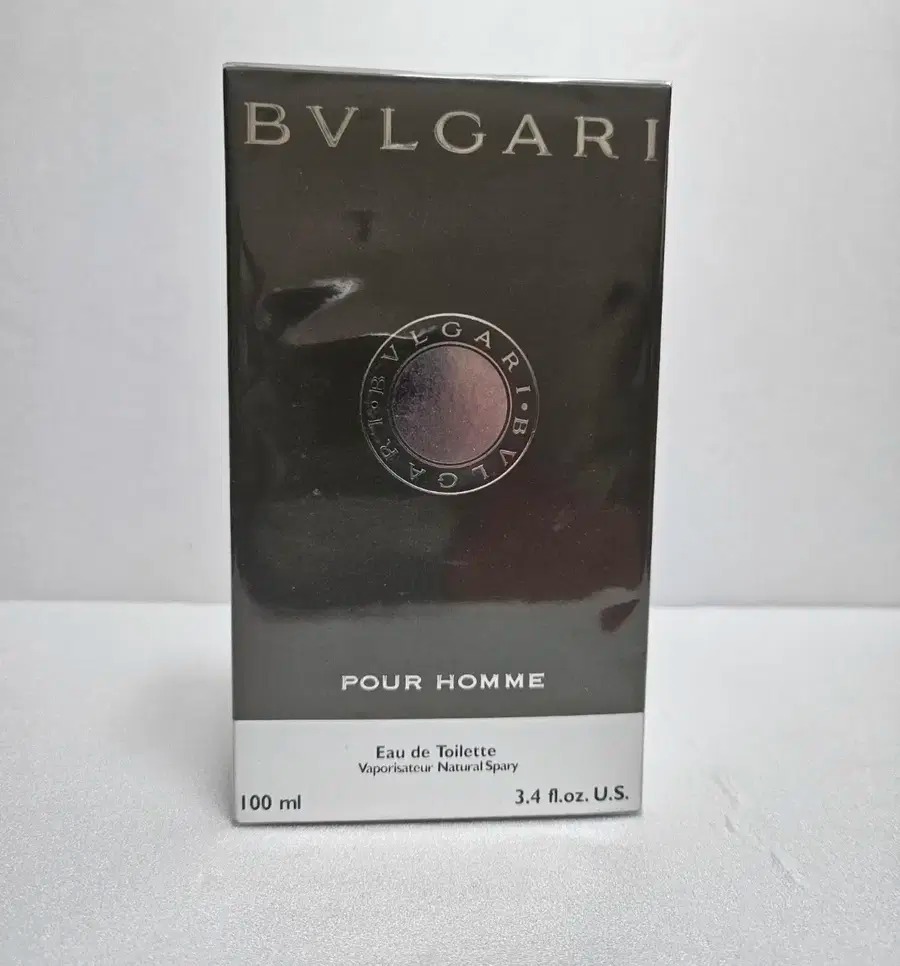 BVLGARI
BVLGARI • BVLGARI •
POUR HOMME
Eau de Toilette
Vaporisateur Natural Spary
100 ml
3.4 fl.oz. U.S.